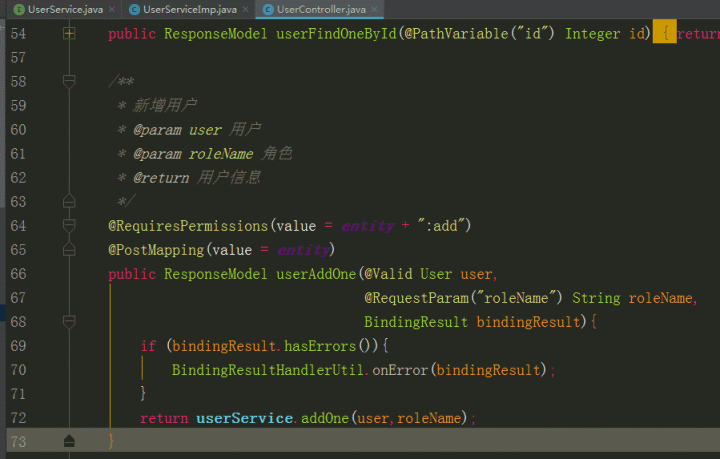 UserService.java × UserServiceImp.java × UserController.java ×
54 public ResponseModel userFindOneById(@PathVariable("id") Integer id) { return
57
58 /**
59 * 新增用户
60 * @param user 用户
61 * @param roleName 角色
62 * @return 用户信息
63 */
64 @RequiresPermissions(value = entity + ":add")
65 @PostMapping(value = entity)
66 public ResponseModel userAddOne(@Valid User user,
67 @RequestParam("roleName") String roleName,
68 BindingResult bindingResult){
69 if (bindingResult.hasErrors()){
70 BindingResultHandlerUtil.onError(bindingResult);
71 }
72 return userService.addOne(user,roleName);
73 }